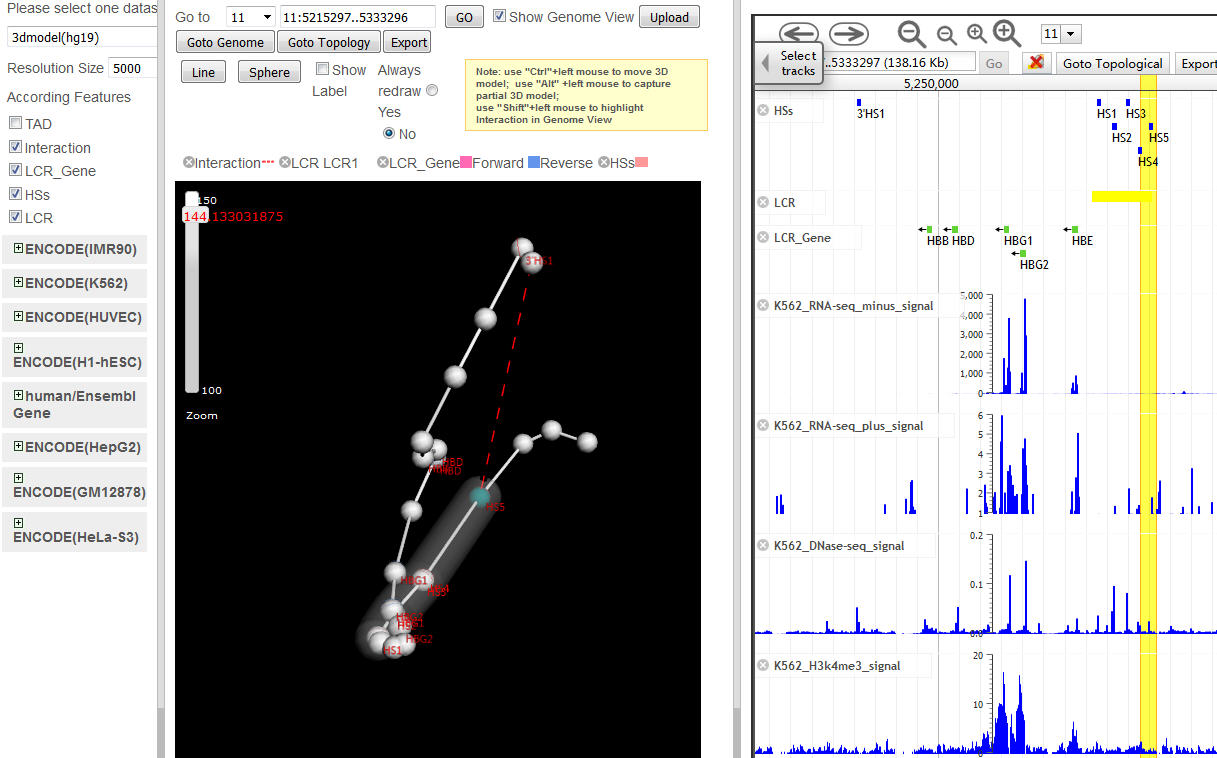 Please select one datas
3dmodel(hg19)
Resolution Size 5000
According Features
TAD
Interaction
LCR_Gene
HSs
LCR
ENCODE(IMR90)
ENCODE(K562)
ENCODE(HUVEC)
ENCODE(H1-hESC)
human/Ensembl
Gene
ENCODE(HepG2)
ENCODE(GM12878)
ENCODE(HeLa-S3)
Go to 11 11:5215297..5333296 GO Show Genome View Upload
Goto Genome Goto Topology Export
Line Sphere Show
Label
Always
redraw
Yes
No
Note: use "Ctrl"+left mouse to move 3D
model; use "Alt" +left mouse to capture
partial 3D model;
use "Shift"+left mouse to highlight
Interaction in Genome View
Interaction LCR LCR1 LCR_Gene Forward Reverse HSs
150
144.133031875
100
Zoom
3'HS1
HBD
HBD
HS5
HBG1
HS3
HBG1
HBG2
HS1
11
Select
tracks
..5333297 (138.16 Kb) Go Goto Topological Export
5,250,000
HSs
3'HS1 HS1 HS3
HS2 HS5
HS4
LCR
LCR_Gene
HBB HBD HBG1 HBE
HBG2
K562_RNA-seq_minus_signal
5,000
4,000
3,000
2,000
1,000
0
K562_RNA-seq_plus_signal
6
5
4
3
2
1
K562_DNase-seq_signal
0.2
0.1
0.0
K562_H3k4me3_signal
20
10
0